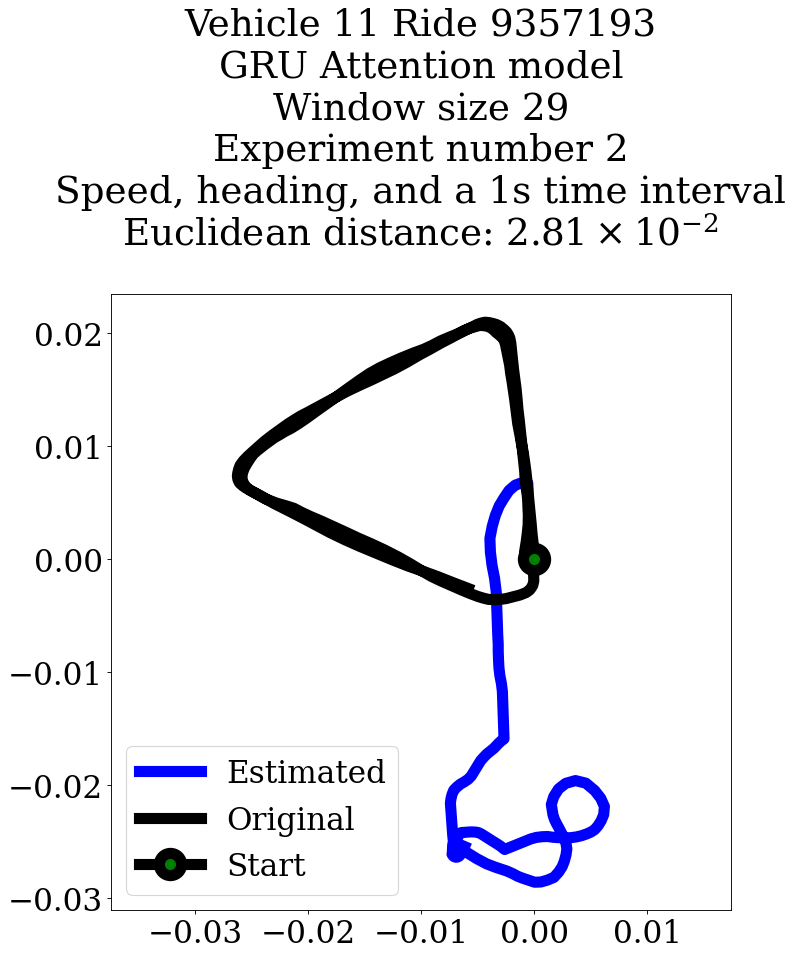 Vehicle 11 Ride 9357193
GRU Attention model
Window size 29
Experiment number 2
Speed, heading, and a 1s time interval
Euclidean distance: 2.81 × 10⁻²
0.02
0.01
0.00
−0.01
−0.02
−0.03
Estimated
Original
Start
−0.03 −0.02 −0.01 0.00 0.01